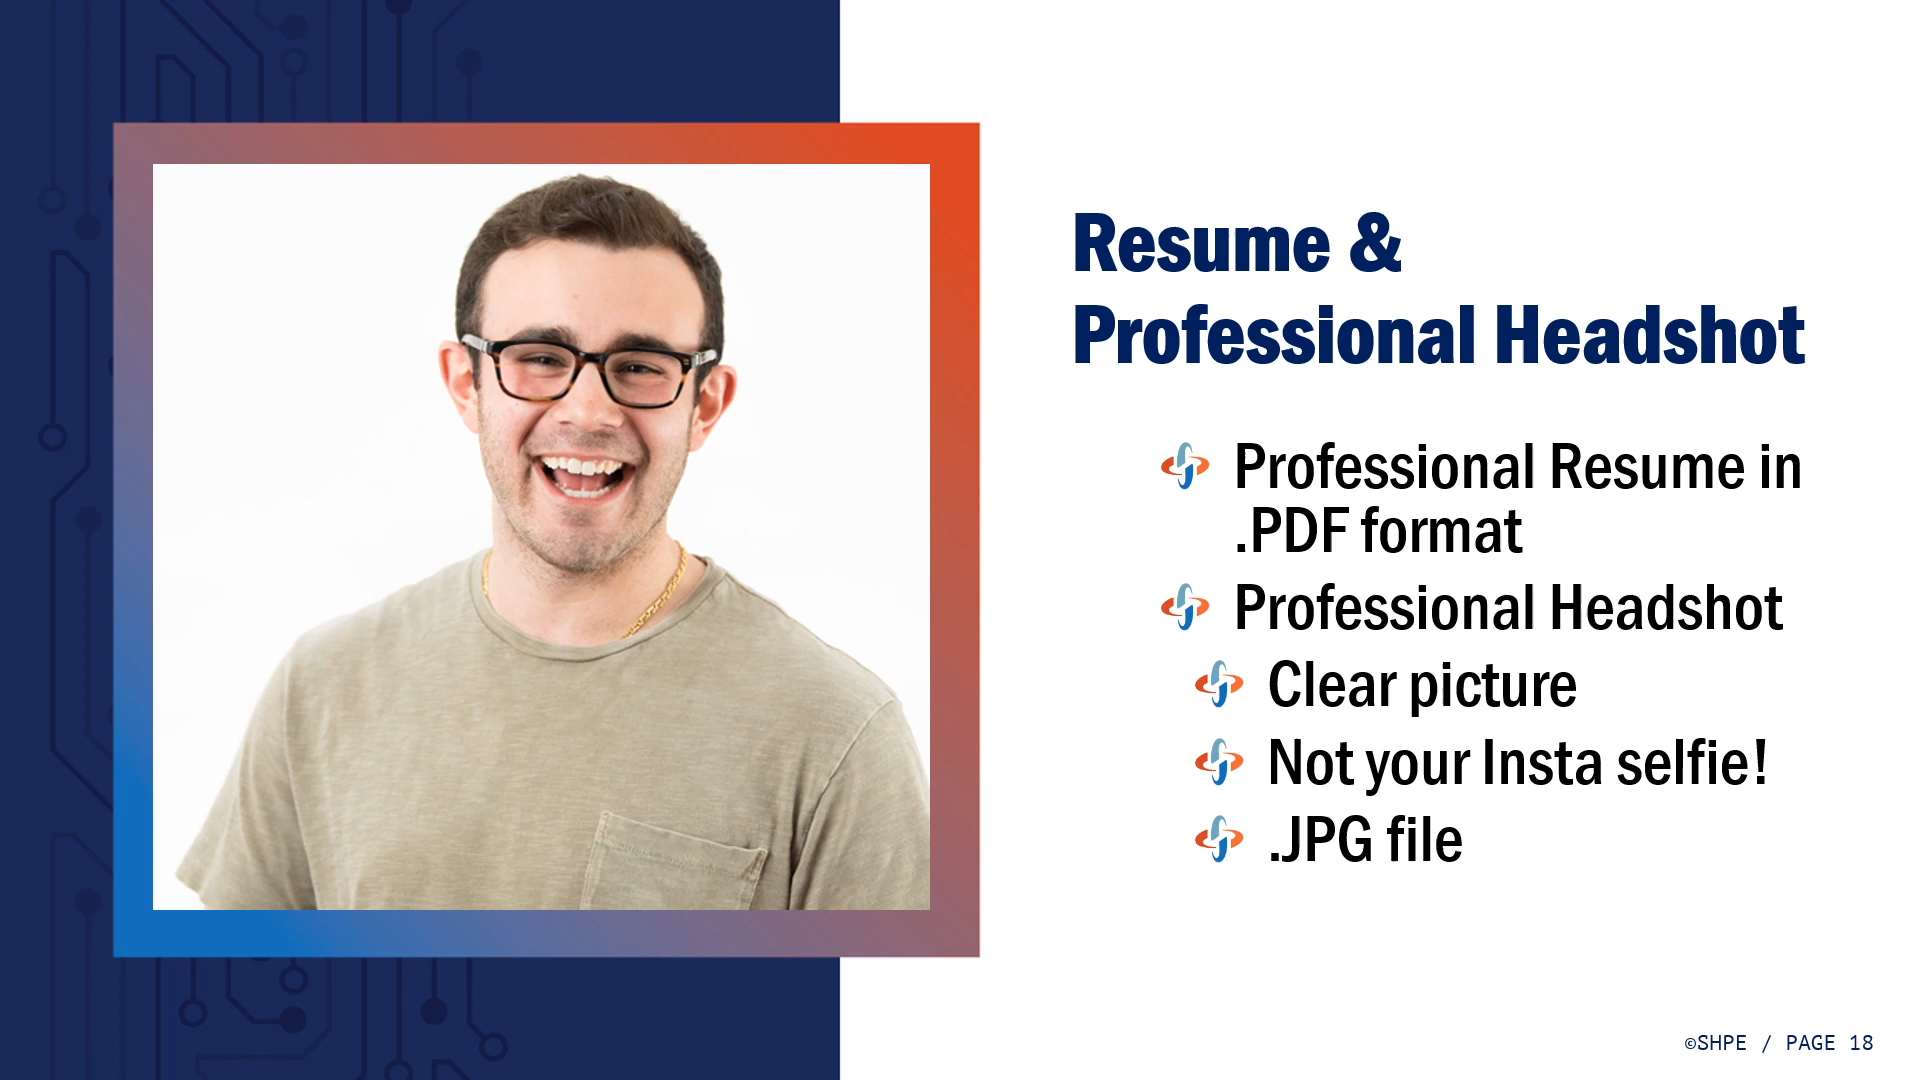 Resume &
Professional Headshot
Professional Resume in
.PDF format
Professional Headshot
Clear picture
Not your Insta selfie!
.JPG file
©SHPE / PAGE 18